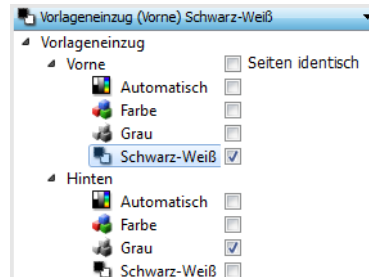 Vorlageneinzug (Vorne) Schwarz-Weiß
Vorlageneinzug
Vorne Seiten identisch
Automatisch
Farbe
Grau
Schwarz-Weiß
Hinten
Automatisch
Farbe
Grau
Schwarz-Weiß